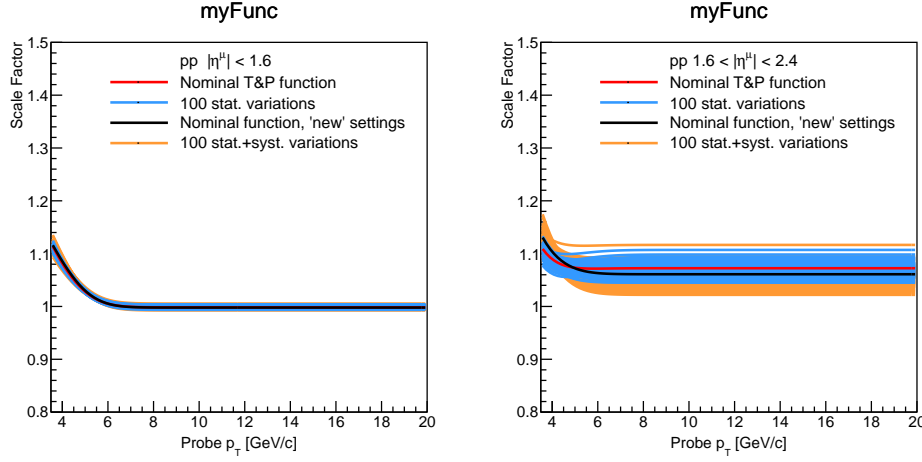 myFunc
1.5
1.4
1.3
1.2
1.1
1
0.9
0.8
Scale Factor
pp |η^μ| < 1.6
Nominal T&P function
100 stat. variations
Nominal function, 'new' settings
100 stat.+syst. variations
4 6 8 10 12 14 16 18 20
Probe p_T [GeV/c]
myFunc
1.5
1.4
1.3
1.2
1.1
1
0.9
0.8
Scale Factor
pp 1.6 < |η^μ| < 2.4
Nominal T&P function
100 stat. variations
Nominal function, 'new' settings
100 stat.+syst. variations
4 6 8 10 12 14 16 18 20
Probe p_T [GeV/c]